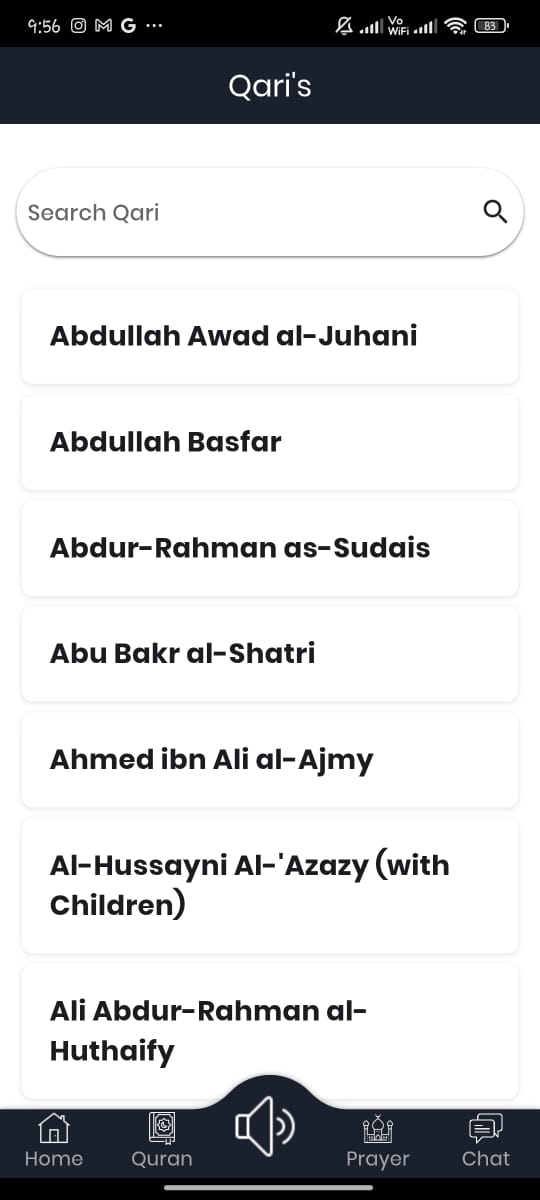 9:56
Vo
WiFi
83
Qari's
Search Qari
Abdullah Awad al-Juhani
Abdullah Basfar
Abdur-Rahman as-Sudais
Abu Bakr al-Shatri
Ahmed ibn Ali al-Ajmy
Al-Hussayni Al-'Azazy (with
Children)
Ali Abdur-Rahman al-
Huthaify
Home
Quran
Prayer
Chat